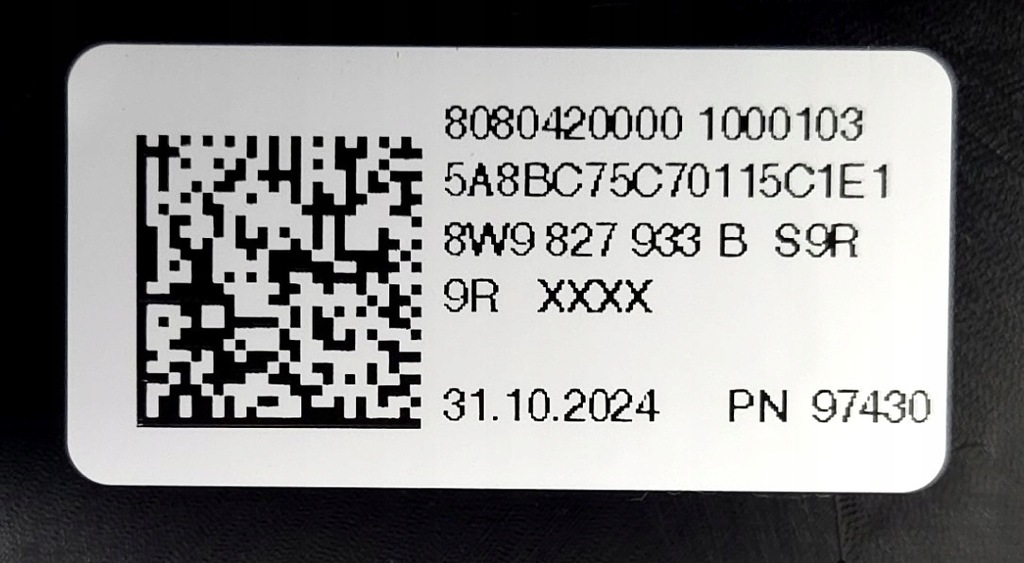 8080420000 1000103
5A8BC75C70115C1E1
8W9 827 933 B S9R
9R XXXX
31.10.2024 PN 97430